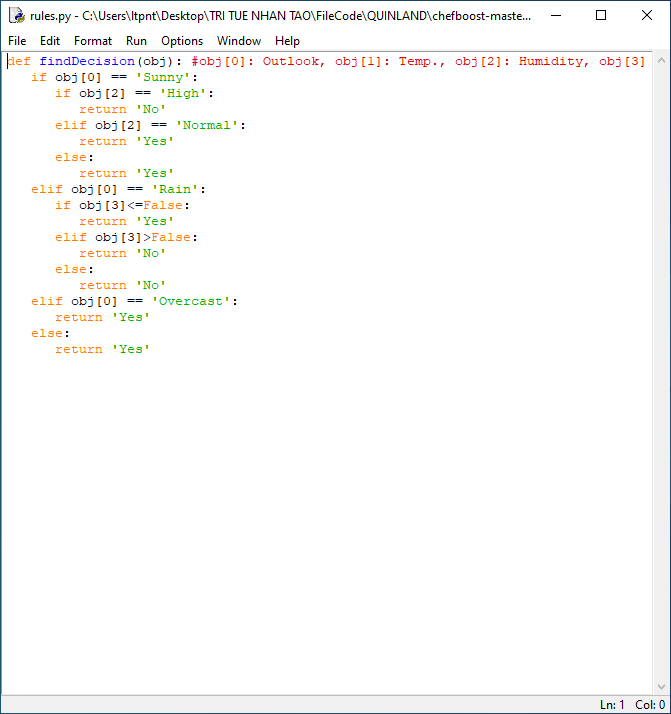 rules.py - C:\Users\ltpnt\Desktop\TRI TUE NHAN TAO\FileCode\QUINLAND\chefboost-maste...
File Edit Format Run Options Window Help
def findDecision(obj): #obj[0]: Outlook, obj[1]: Temp., obj[2]: Humidity, obj[3]
   if obj[0] == 'Sunny':
      if obj[2] == 'High':
         return 'No'
      elif obj[2] == 'Normal':
         return 'Yes'
      else:
         return 'Yes'
   elif obj[0] == 'Rain':
      if obj[3]<=False:
         return 'Yes'
      elif obj[3]>False:
         return 'No'
      else:
         return 'No'
   elif obj[0] == 'Overcast':
      return 'Yes'
   else:
      return 'Yes'
Ln: 1 Col: 0